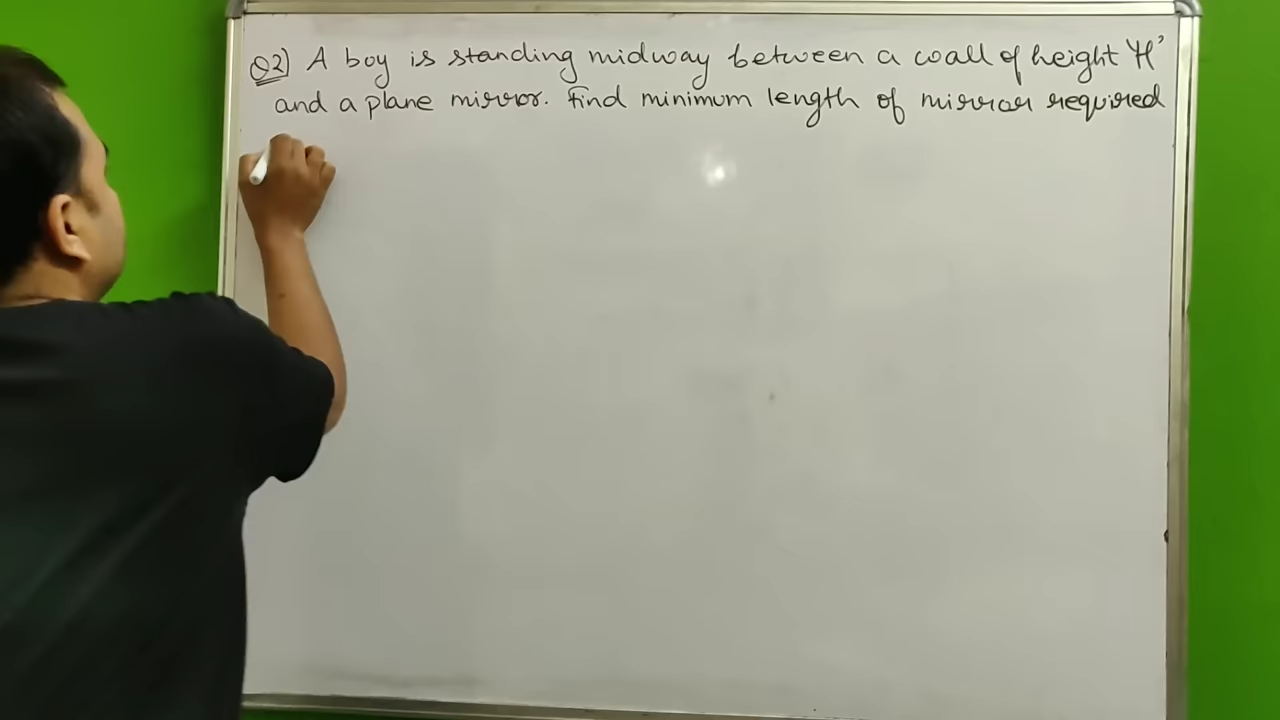 Q2) A boy is standing midway between a wall of height 'H'
and a plane mirror. Find minimum length of mirror required